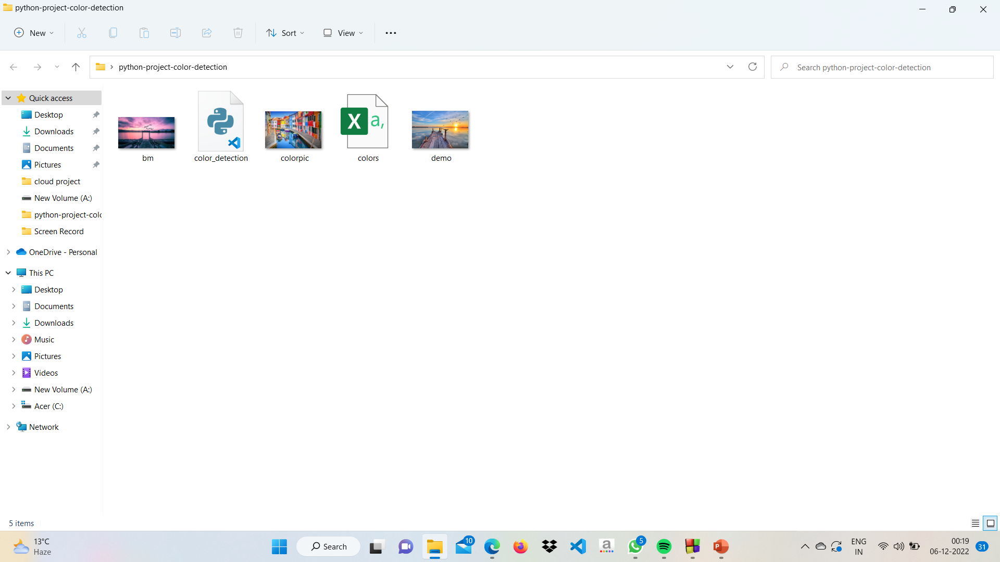 python-project-color-detection
New
Sort
View
python-project-color-detection
Search python-project-color-detection
Quick access
Desktop
Downloads
Documents
Pictures
cloud project
New Volume (A:)
python-project-colo
Screen Record
OneDrive - Personal
This PC
Desktop
Documents
Downloads
Music
Pictures
Videos
New Volume (A:)
Acer (C:)
Network
X a,
bm
color_detection
colorpic
colors
demo
5 items
13°C
Haze
Search
10
a
5
P
ENG
IN
00:19
06-12-2022
31